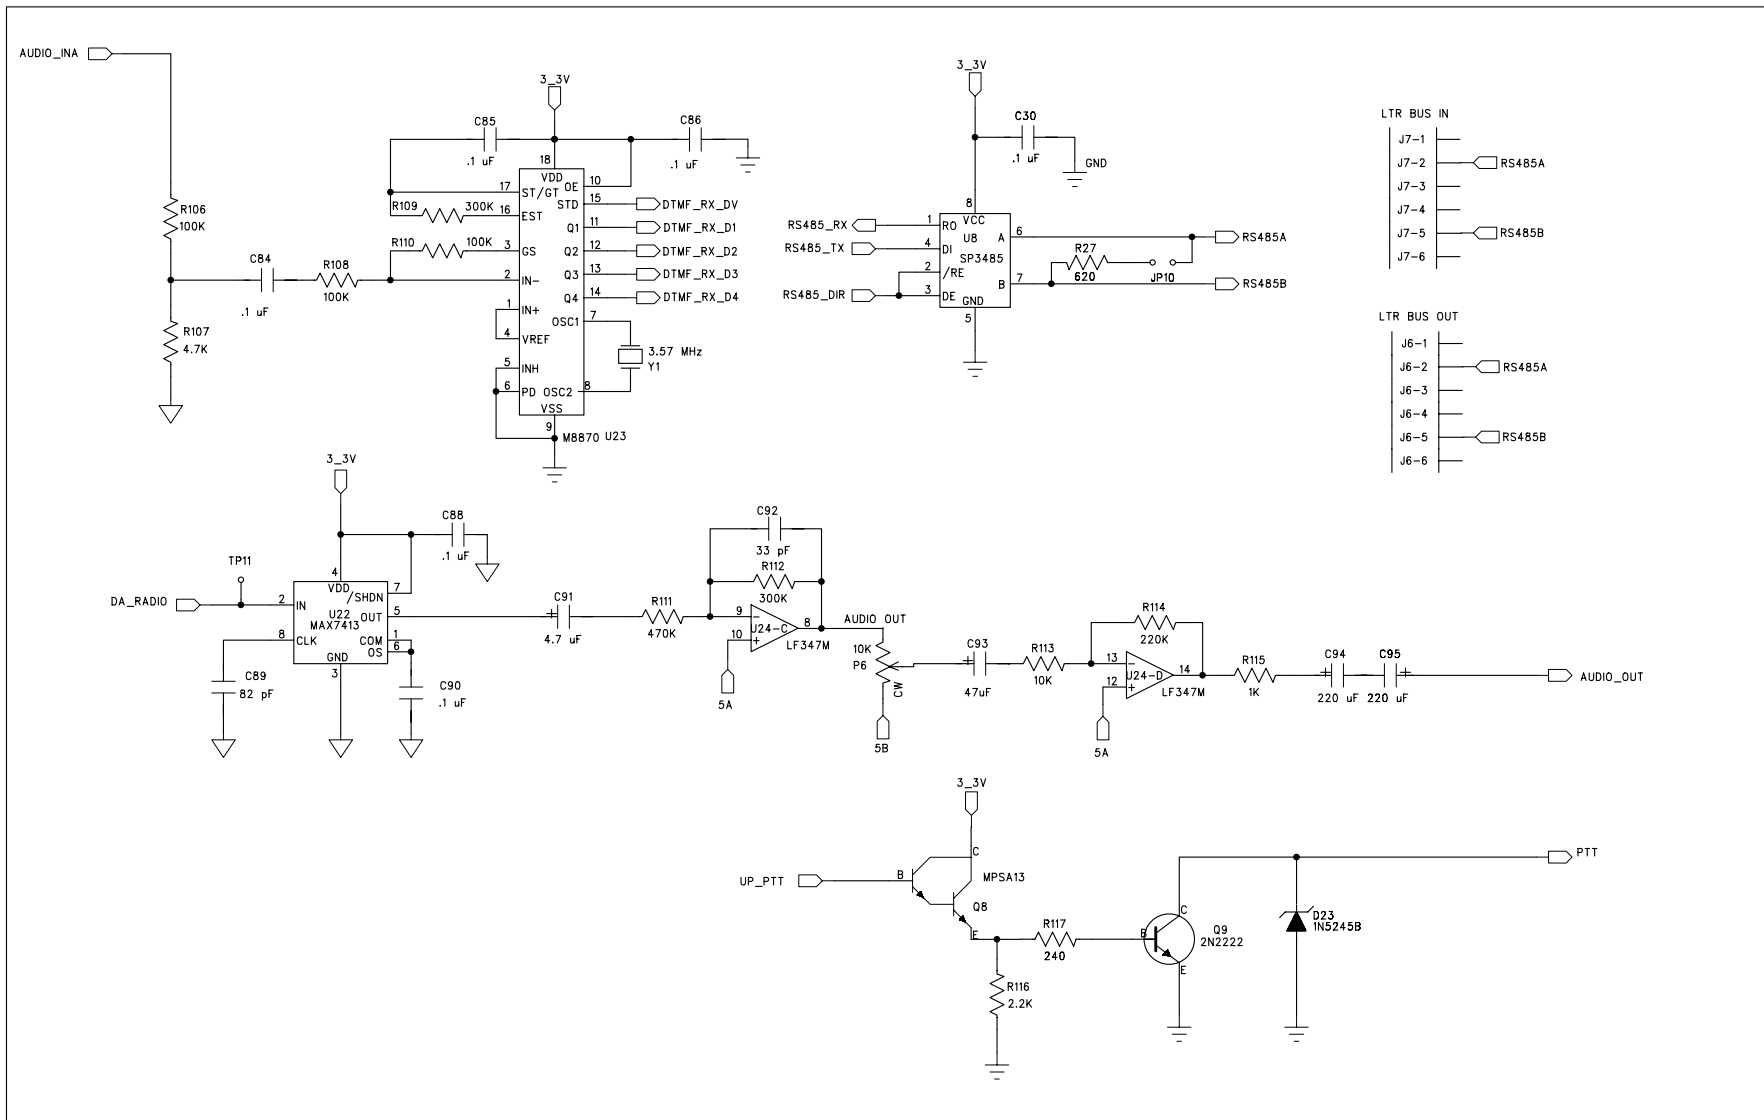 AUDIO_INA
R106
100K
R107
4.7K
C84
.1 uF
R108
100K
3_3V
C85
.1 uF
C86
.1 uF
R109
300K
R110
100K
18
VDD
17
ST/GT
OE
10
16
EST
STD
15
DTMF_RX_DV
Q1
11
DTMF_RX_D1
3
GS
Q2
12
DTMF_RX_D2
2
IN-
Q3
13
DTMF_RX_D3
Q4
14
DTMF_RX_D4
1
IN+
OSC1
7
4
VREF
3.57 MHz
Y1
5
INH
6
PD
OSC2
8
VSS
9
M8870
U23
3_3V
C30
.1 uF
GND
8
VCC
U8
SP3485
RS485_RX
1
RO
A
6
RS485_TX
4
DI
2
/RE
RS485_DIR
3
DE
B
7
GND
5
R27
620
JP10
RS485A
RS485B
LTR BUS IN
J7-1
J7-2
RS485A
J7-3
J7-4
J7-5
RS485B
J7-6
LTR BUS OUT
J6-1
J6-2
RS485A
J6-3
J6-4
J6-5
RS485B
J6-6
3_3V
C88
.1 uF
TP11
DA_RADIO
4
VDD
7
/SHDN
2
IN
U22
MAX7413
OUT
5
8
CLK
COM
1
OS
6
GND
3
C89
82 pF
C90
.1 uF
C91
4.7 uF
R111
470K
C92
33 pF
R112
300K
9
10
8
U24-C
LF347M
5A
AUDIO OUT
10K
P6
CW
5B
C93
47uF
R113
10K
R114
220K
13
12
14
U24-D
LF347M
5A
R115
1K
C94
220 uF
C95
220 uF
AUDIO_OUT
3_3V
UP_PTT
B
C
MPSA13
Q8
E
R117
240
R116
2.2K
B
C
E
Q9
2N2222
D23
1N5245B
PTT